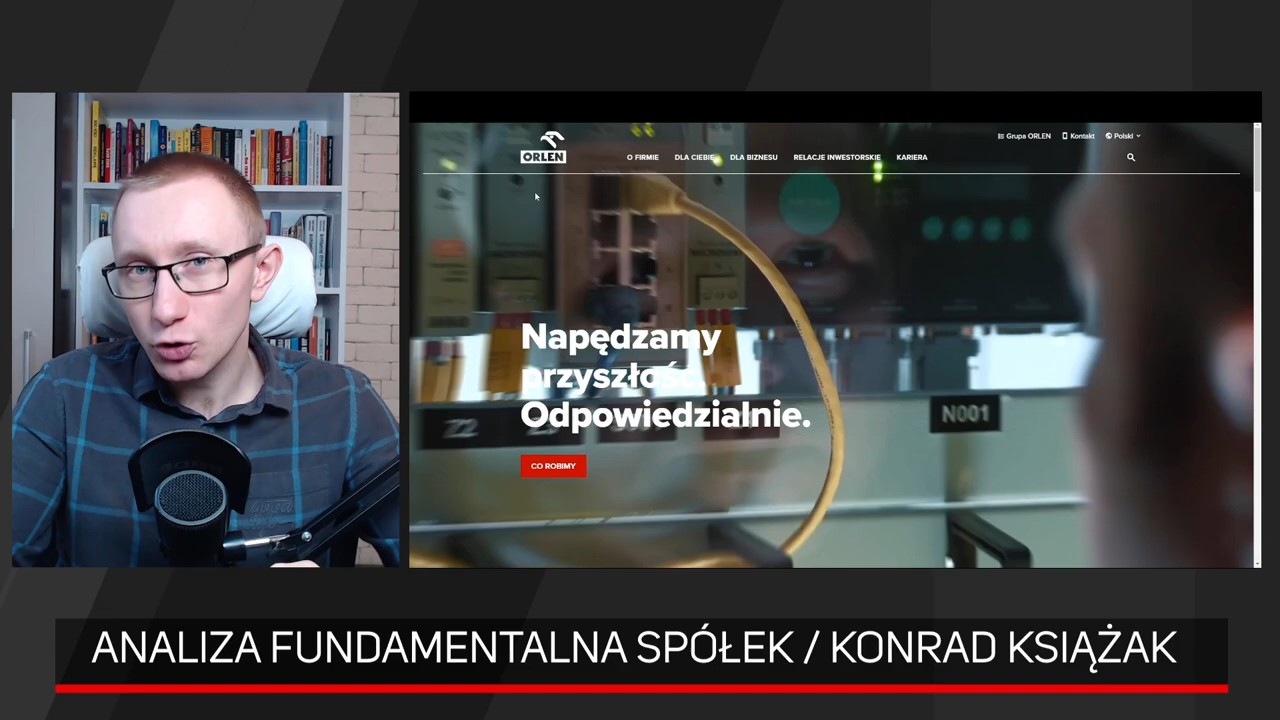 Grupa ORLEN Kontakt Polski
ORLEN
O FIRMIE DLA CIEBIE DLA BIZNESU RELACJE INWESTORSKIE KARIERA
Napędzamy
przyszłość.
Odpowiedzialnie.
CO ROBIMY
Z2
N001
ANALIZA FUNDAMENTALNA SPÓŁEK / KONRAD KSIĄŻAK